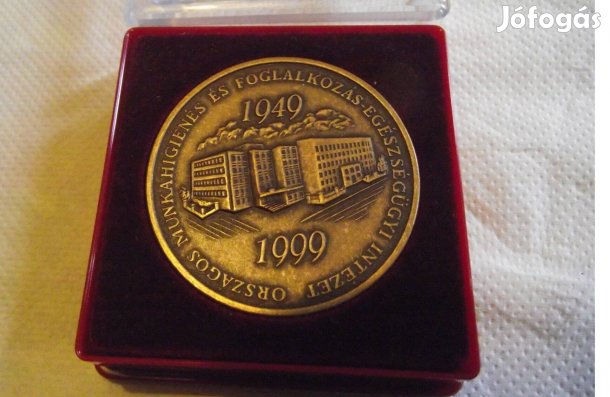 Jófogás
ORSZÁGOS MUNKAHIGIÉNÉS ÉS FOGLALKOZÁS-EGÉSZSÉGÜGYI INTÉZET
1949
1999